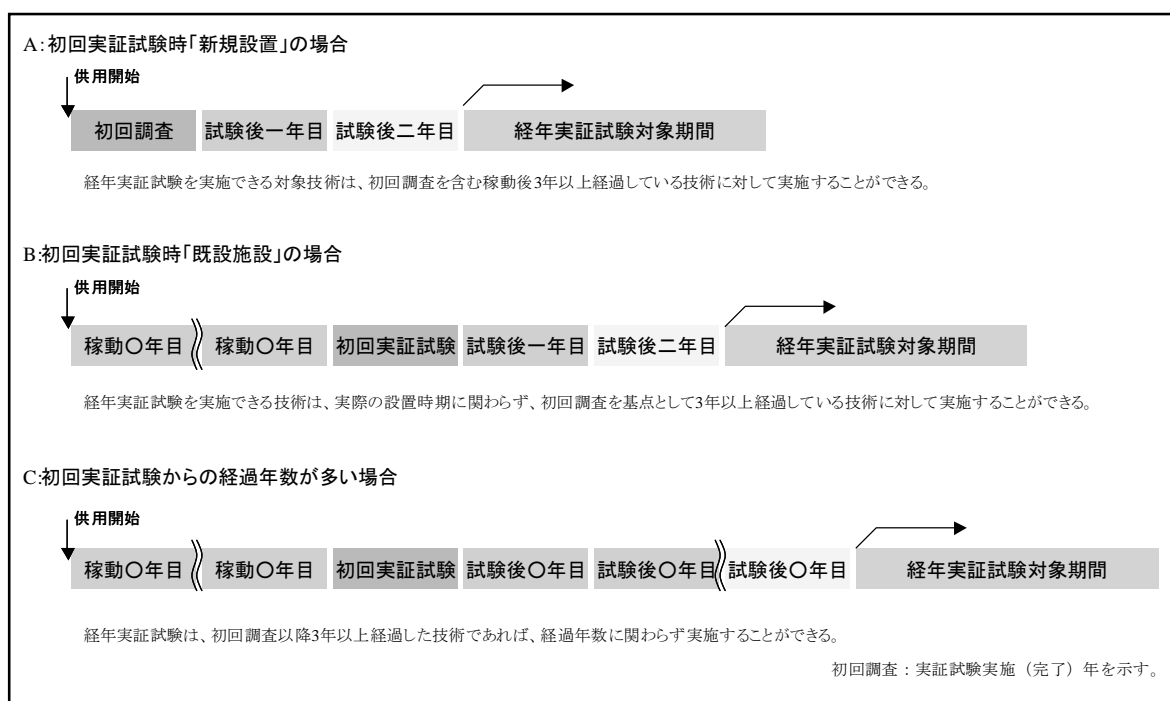 A:初回実証試験時「新規設置」の場合
供用開始
初回調査 試験後一年目 試験後二年目 経年実証試験対象期間
経年実証試験を実施できる対象技術は、初回調査を含む稼動後3年以上経過している技術に対して実施することができる。
B:初回実証試験時「既設施設」の場合
供用開始
稼動〇年目 稼動〇年目 初回実証試験 試験後一年目 試験後二年目 経年実証試験対象期間
経年実証試験を実施できる技術は、実際の設置時期に関わらず、初回調査を基点として3年以上経過している技術に対して実施することができる。
C:初回実証試験からの経過年数が多い場合
供用開始
稼動〇年目 稼動〇年目 初回実証試験 試験後〇年目 試験後〇年目 試験後〇年目 経年実証試験対象期間
経年実証試験は、初回調査以降3年以上経過した技術であれば、経過年数に関わらず実施することができる。
初回調査：実証試験実施（完了）年を示す。